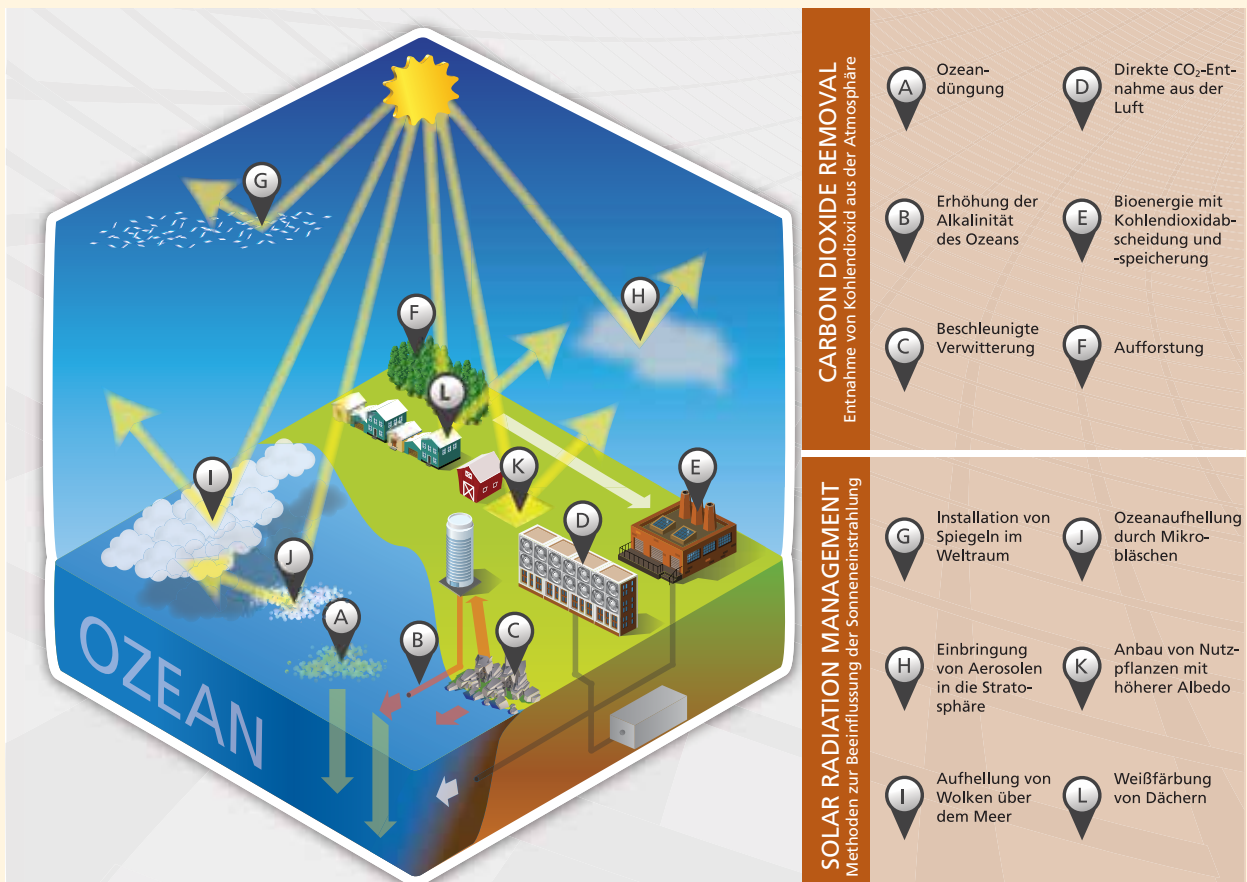 G
H
F
L
I
K
E
D
J
A
B
C
OZEAN
CARBON DIOXIDE REMOVAL
Entnahme von Kohlendioxid aus der Atmosphäre
A
Ozean-
düngung
D
Direkte CO₂-Ent-
nahme aus der
Luft
B
Erhöhung der
Alkalinität
des Ozeans
E
Bioenergie mit
Kohlendioxidab-
scheidung und
-speicherung
C
Beschleunigte
Verwitterung
F
Aufforstung
SOLAR RADIATION MANAGEMENT
Methoden zur Beeinflussung der Sonneneinstrahlung
G
Installation von
Spiegeln im
Weltraum
J
Ozeanaufhellung
durch Mikro-
bläschen
H
Einbringung
von Aerosolen
in die Strato-
sphäre
K
Anbau von Nutz-
pflanzen mit
höherer Albedo
I
Aufhellung von
Wolken über
dem Meer
L
Weißfärbung
von Dächern